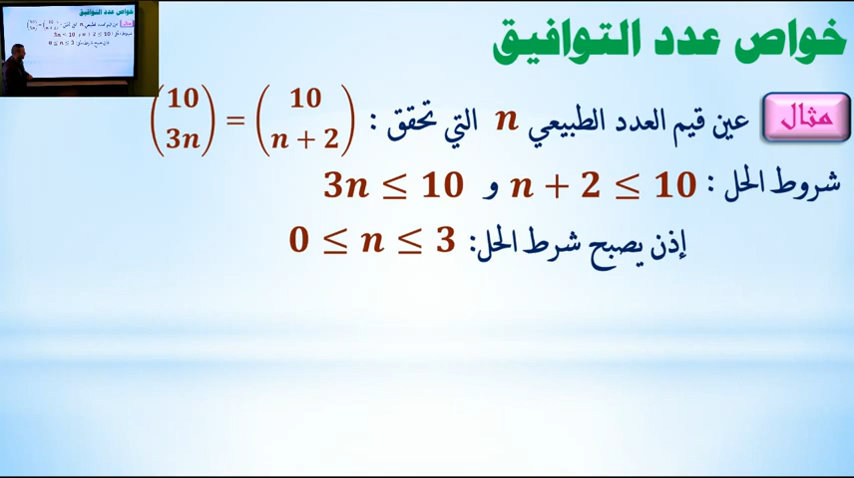 خواص عدد التوافيق
مثال عين قيم العدد الطبيعي n التي تحقق : (10 / n + 2) = (10 / 3n)
شروط الحل : n + 2 ≤ 10 و 3n ≤ 10
إذن يصبح شرط الحل: 0 ≤ n ≤ 3